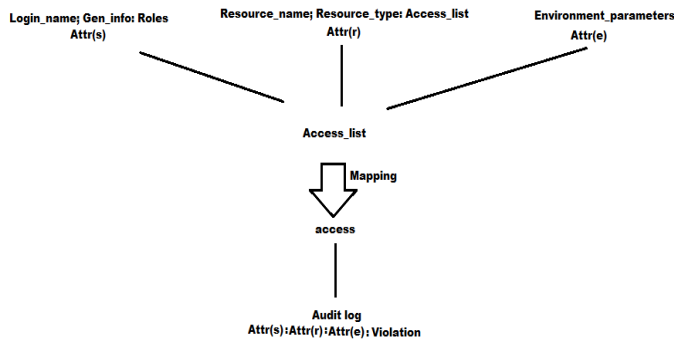 Login_name; Gen_info: Roles
Attr(s)
Resource_name; Resource_type: Access_list
Attr(r)
Environment_parameters
Attr(e)
Access_list
Mapping
access
Audit log
Attr(s):Attr(r):Attr(e):Violation